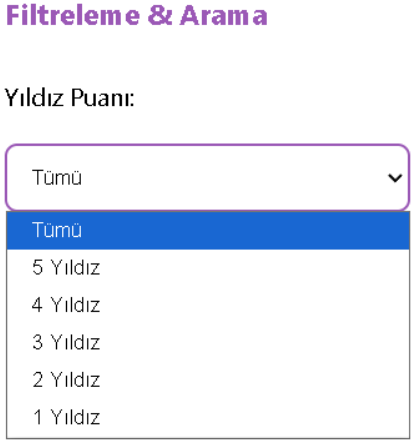 Filtreleme & Arama
Yıldız Puanı:
Tümü
Tümü
5 Yıldız
4 Yıldız
3 Yıldız
2 Yıldız
1 Yıldız